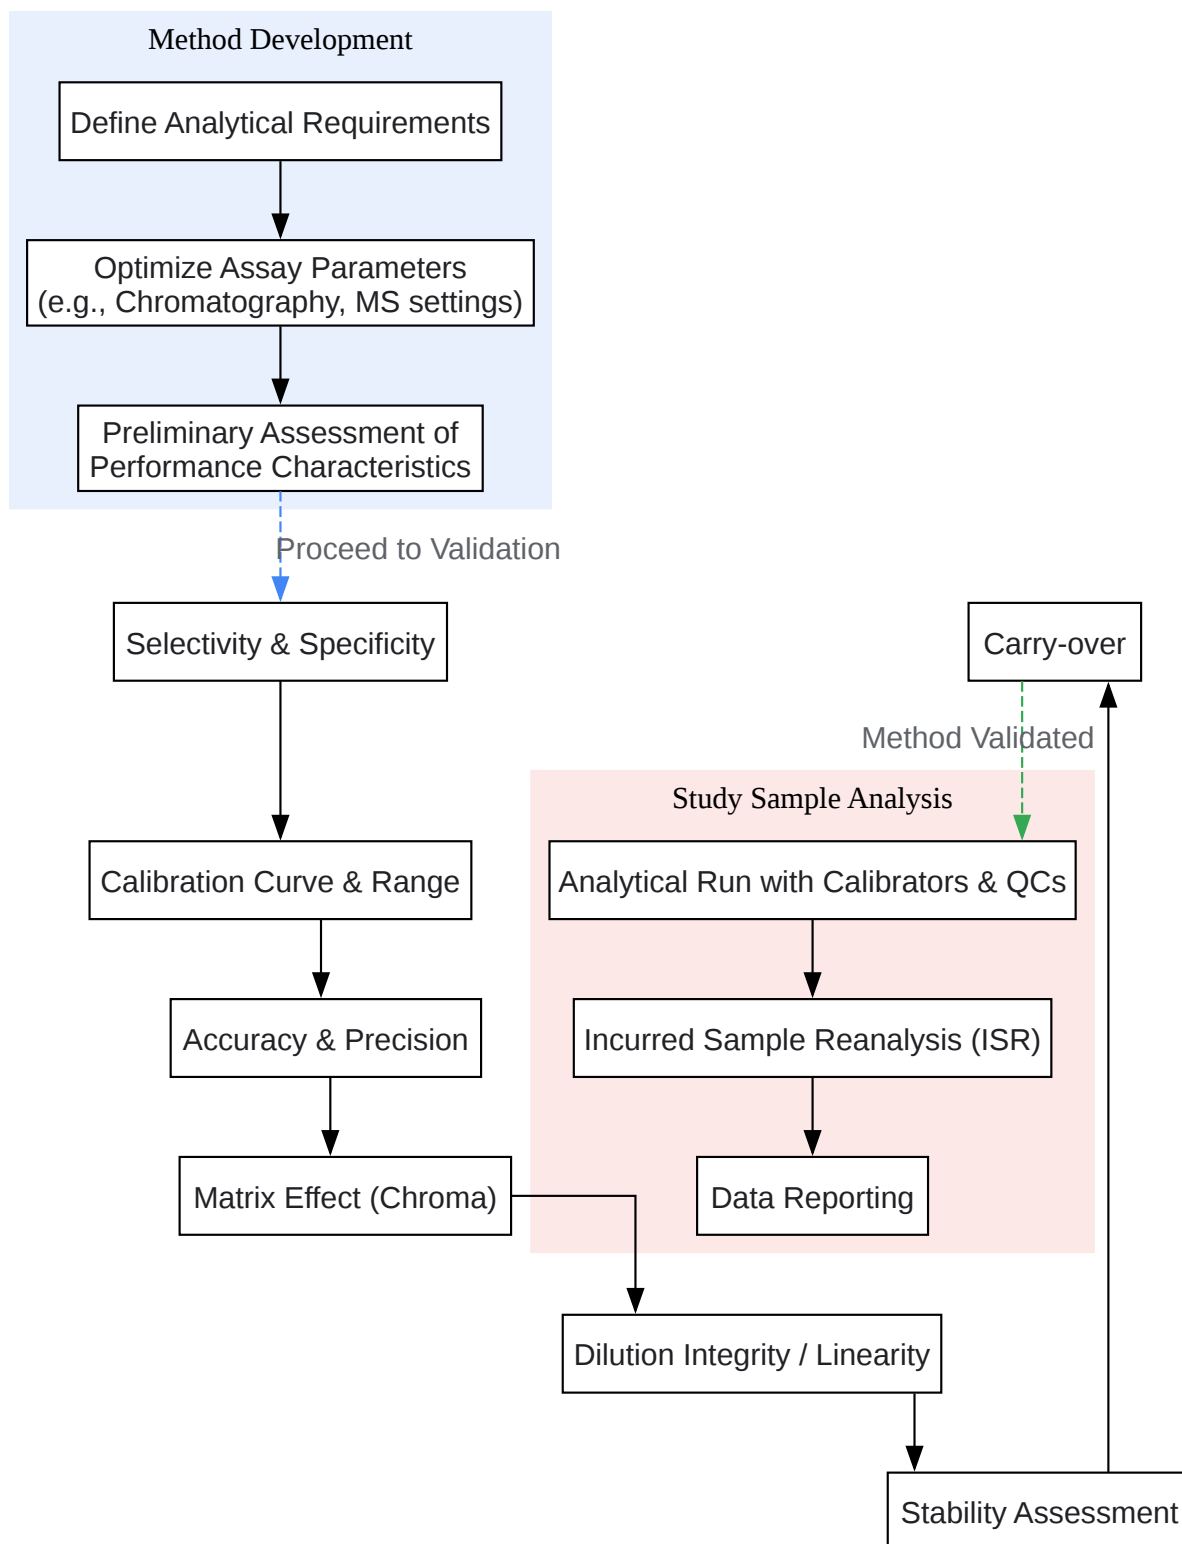 Method Development
Define Analytical Requirements
Optimize Assay Parameters
(e.g., Chromatography, MS settings)
Preliminary Assessment of
Performance Characteristics
Proceed to Validation
Selectivity & Specificity
Carry-over
Method Validated
Study Sample Analysis
Calibration Curve & Range
Analytical Run with Calibrators & QCs
Accuracy & Precision
Incurred Sample Reanalysis (ISR)
Matrix Effect (Chroma)
Data Reporting
Dilution Integrity / Linearity
Stability Assessment